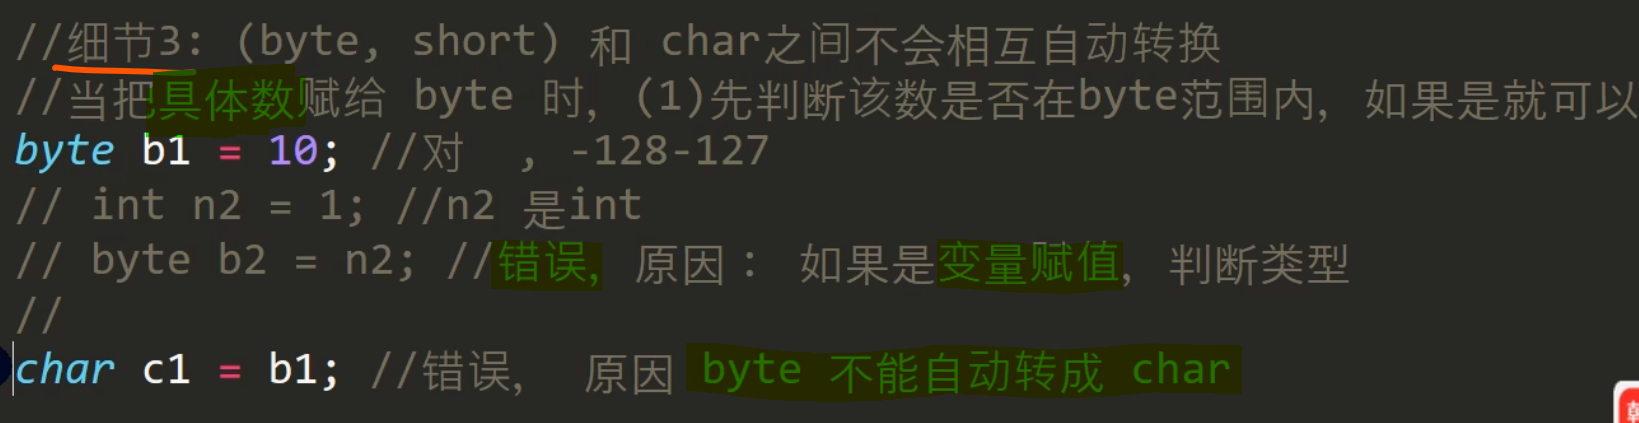 //细节3: (byte, short) 和 char之间不会相互自动转换
//当把具体数赋给 byte 时, (1)先判断该数是否在byte范围内, 如果是就可以
byte b1 = 10; //对 , -128-127
// int n2 = 1; //n2 是int
// byte b2 = n2; //错误, 原因： 如果是变量赋值, 判断类型
//
char c1 = b1; //错误, 原因 byte 不能自动转成 char